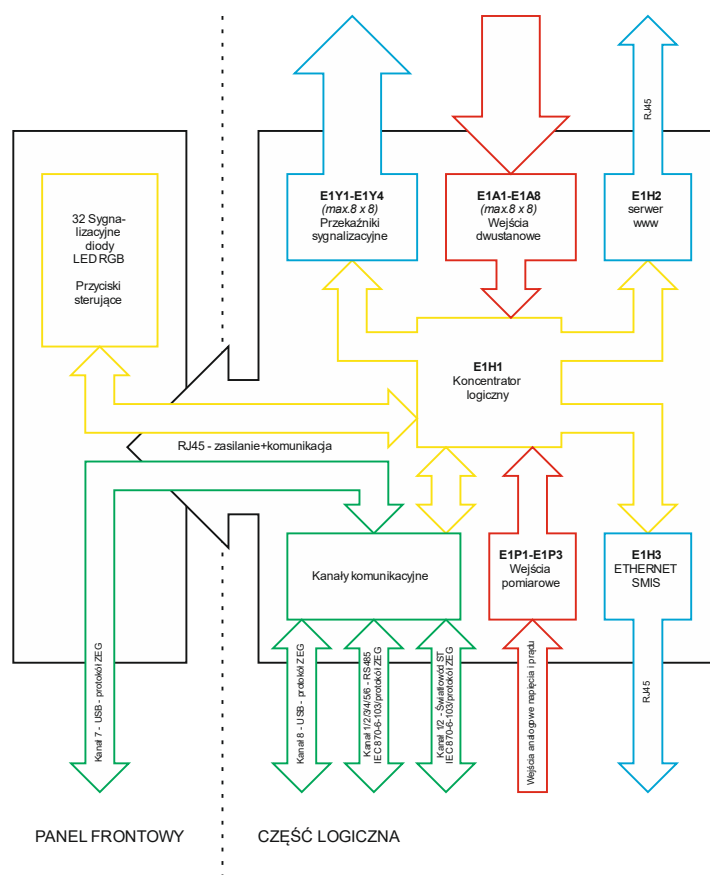 RJ45
32 Sygna-
lizacyjne
diody
LED RGB
Przyciski
sterujące
E1Y1-E1Y4
(max.8 x 8)
Przekaźniki
sygnalizacyjne
E1A1-E1A8
(max.8 x 8)
Wejścia
dwustanowe
E1H2
serwer
www
E1H1
Koncentrator
logiczny
RJ45 - zasilanie+komunikacja
Kanały komunikacyjne
E1P1-E1P3
Wejścia
pomiarowe
E1H3
ETHERNET
SMIS
Kanał 7 - USB - protokół ZEG
Kanał 8 - USB - protokół ZEG
Kanał 1/2/3/4/5/6 - RS485
IEC 870-6-103/protokół ZEG
Kanał 1/2 - Światłowód ST
IEC 870-6-103/protokół ZEG
Wejścia analogowe napięcia i prądu
RJ45
PANEL FRONTOWY
CZĘŚĆ LOGICZNA